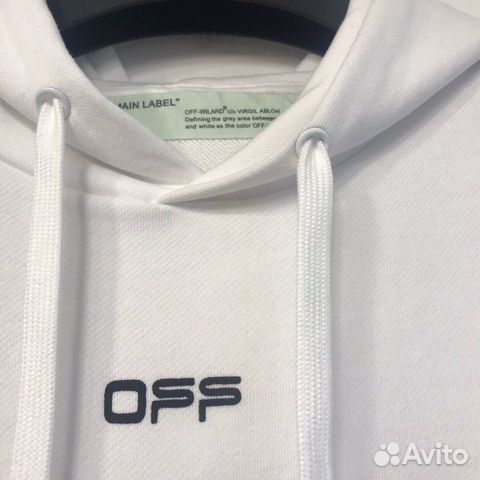 MAIN LABEL"
OFF-WILARD® c/o VIRGIL ABLOH
Defining the grey area between
and white as the color OFF-
OFF
Avito